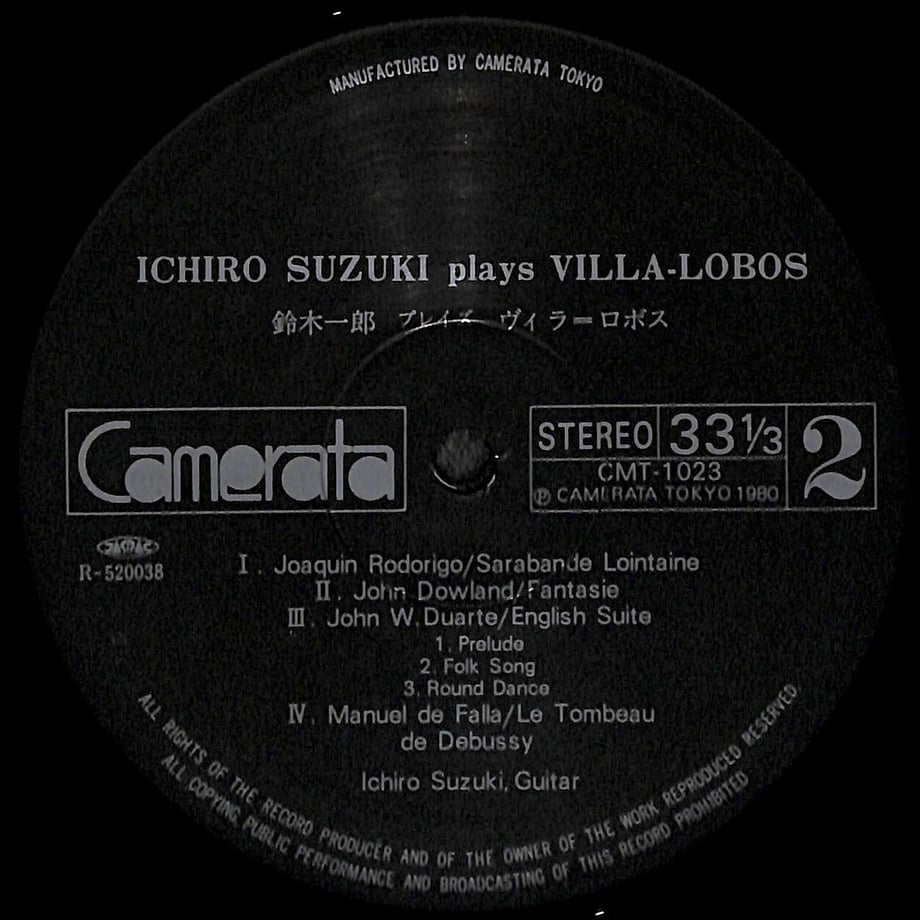 MANUFACTURED BY CAMERATA TOKYO
ICHIRO SUZUKI plays VILLA-LOBOS
鈴木一郎 プレイズ ヴィラ＝ロボス
Camerata
STEREO 33 1/3 2
CMT-1023
Ⓟ CAMERATA TOKYO 1980
R-520038
I. Joaquin Rodorigo/Sarabande Lointaine
II. John Dowland/Fantasie
III. John W. Duarte/English Suite
1. Prelude
2. Folk Song
3. Round Dance
IV. Manuel de Falla/Le Tombeau
de Debussy
Ichiro Suzuki, Guitar
ALL RIGHTS OF THE RECORD PRODUCER AND OF THE OWNER OF THE WORK REPRODUCED RESERVED.
ALL COPYING, PUBLIC PERFORMANCE AND BROADCASTING OF THIS RECORD PROHIBITED